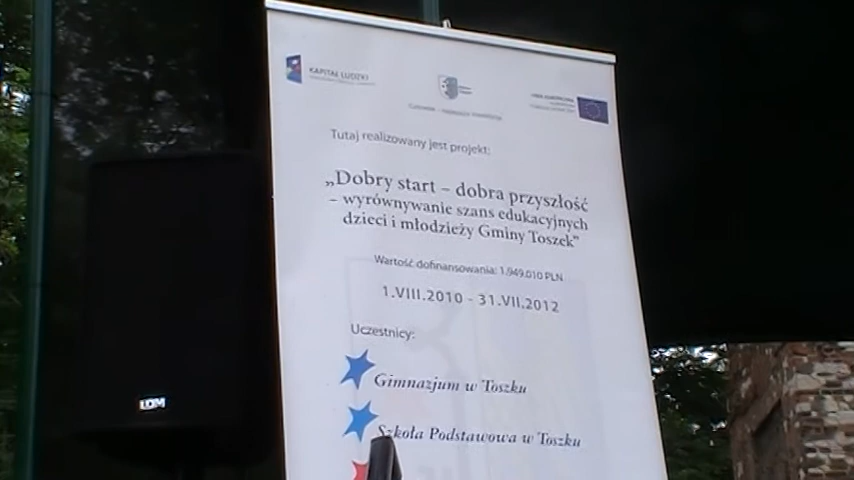 KAPITAŁ LUDZKI
Tutaj realizowany jest projekt:
„Dobry start – dobra przyszłość
– wyrównywanie szans edukacyjnych
dzieci i młodzieży Gminy Toszek”
Wartość dofinansowania: 1.949.010 PLN
1.VIII.2010 - 31.VII.2012
Uczestnicy:
Gimnazjum w Toszku
Szkoła Podstawowa w Toszku
LDM